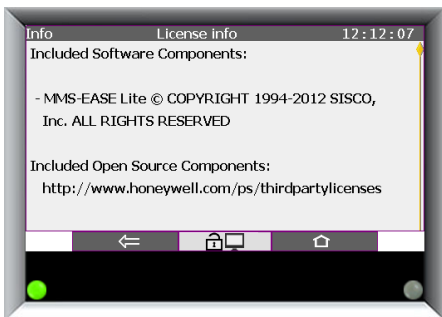 Info License info 12:12:07
Included Software Components:
- MMS-EASE Lite © COPYRIGHT 1994-2012 SISCO,
Inc. ALL RIGHTS RESERVED
Included Open Source Components:
http://www.honeywell.com/ps/thirdpartylicenses